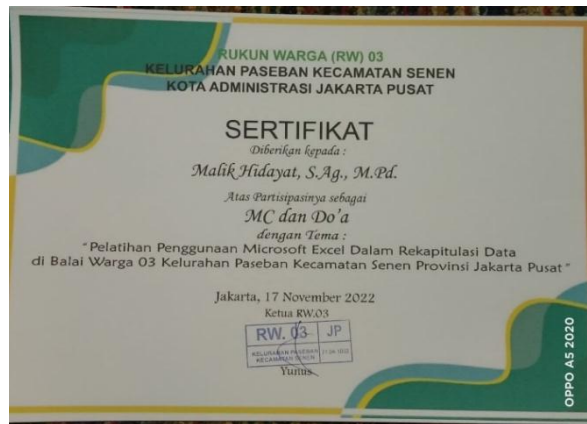 RUKUN WARGA (RW) 03
KELURAHAN PASEBAN KECAMATAN SENEN
KOTA ADMINISTRASI JAKARTA PUSAT
SERTIFIKAT
Diberikan kepada :
Malik Hidayat, S.Ag., M.Pd.
Atas Partisipasinya sebagai
MC dan Do'a
dengan Tema :
"Pelatihan Penggunaan Microsoft Excel Dalam Rekapitulasi Data
di Balai Warga 03 Kelurahan Paseban Kecamatan Senen Provinsi Jakarta Pusat"
Jakarta, 17 November 2022
Ketua RW.03
RW. 03 JP
KELURAHAN PASEBAN
KECAMATAN SENEN
Yunus
OPPO A5 2020